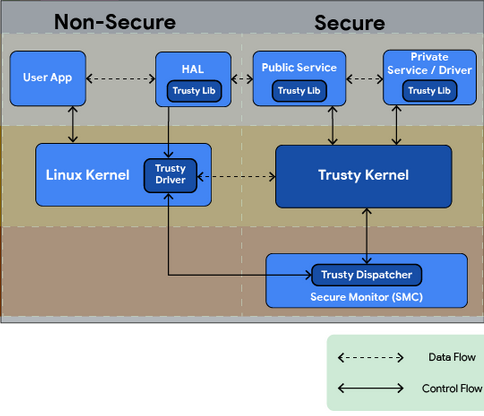 Non-Secure
Secure
User App
HAL
Trusty Lib
Public Service
Trusty Lib
Private
Service / Driver
Trusty Lib
Linux Kernel
Trusty
Driver
Trusty Kernel
Trusty Dispatcher
Secure Monitor (SMC)
Data Flow
Control Flow